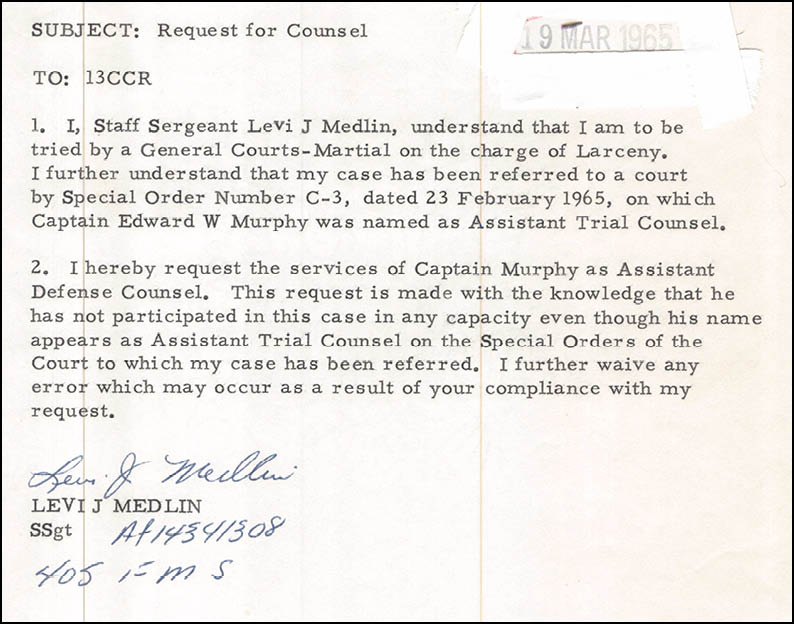 SUBJECT: Request for Counsel
19 MAR 1965
TO: 13CCR
1. I, Staff Sergeant Levi J Medlin, understand that I am to be
tried by a General Courts-Martial on the charge of Larceny.
I further understand that my case has been referred to a court
by Special Order Number C-3, dated 23 February 1965, on which
Captain Edward W Murphy was named as Assistant Trial Counsel.
2. I hereby request the services of Captain Murphy as Assistant
Defense Counsel. This request is made with the knowledge that he
has not participated in this case in any capacity even though his name
appears as Assistant Trial Counsel on the Special Orders of the
Court to which my case has been referred. I further waive any
error which may occur as a result of your compliance with my
request.
Levi J Medlin
LEVI J MEDLIN
SSgt Af14341308
405 FMS